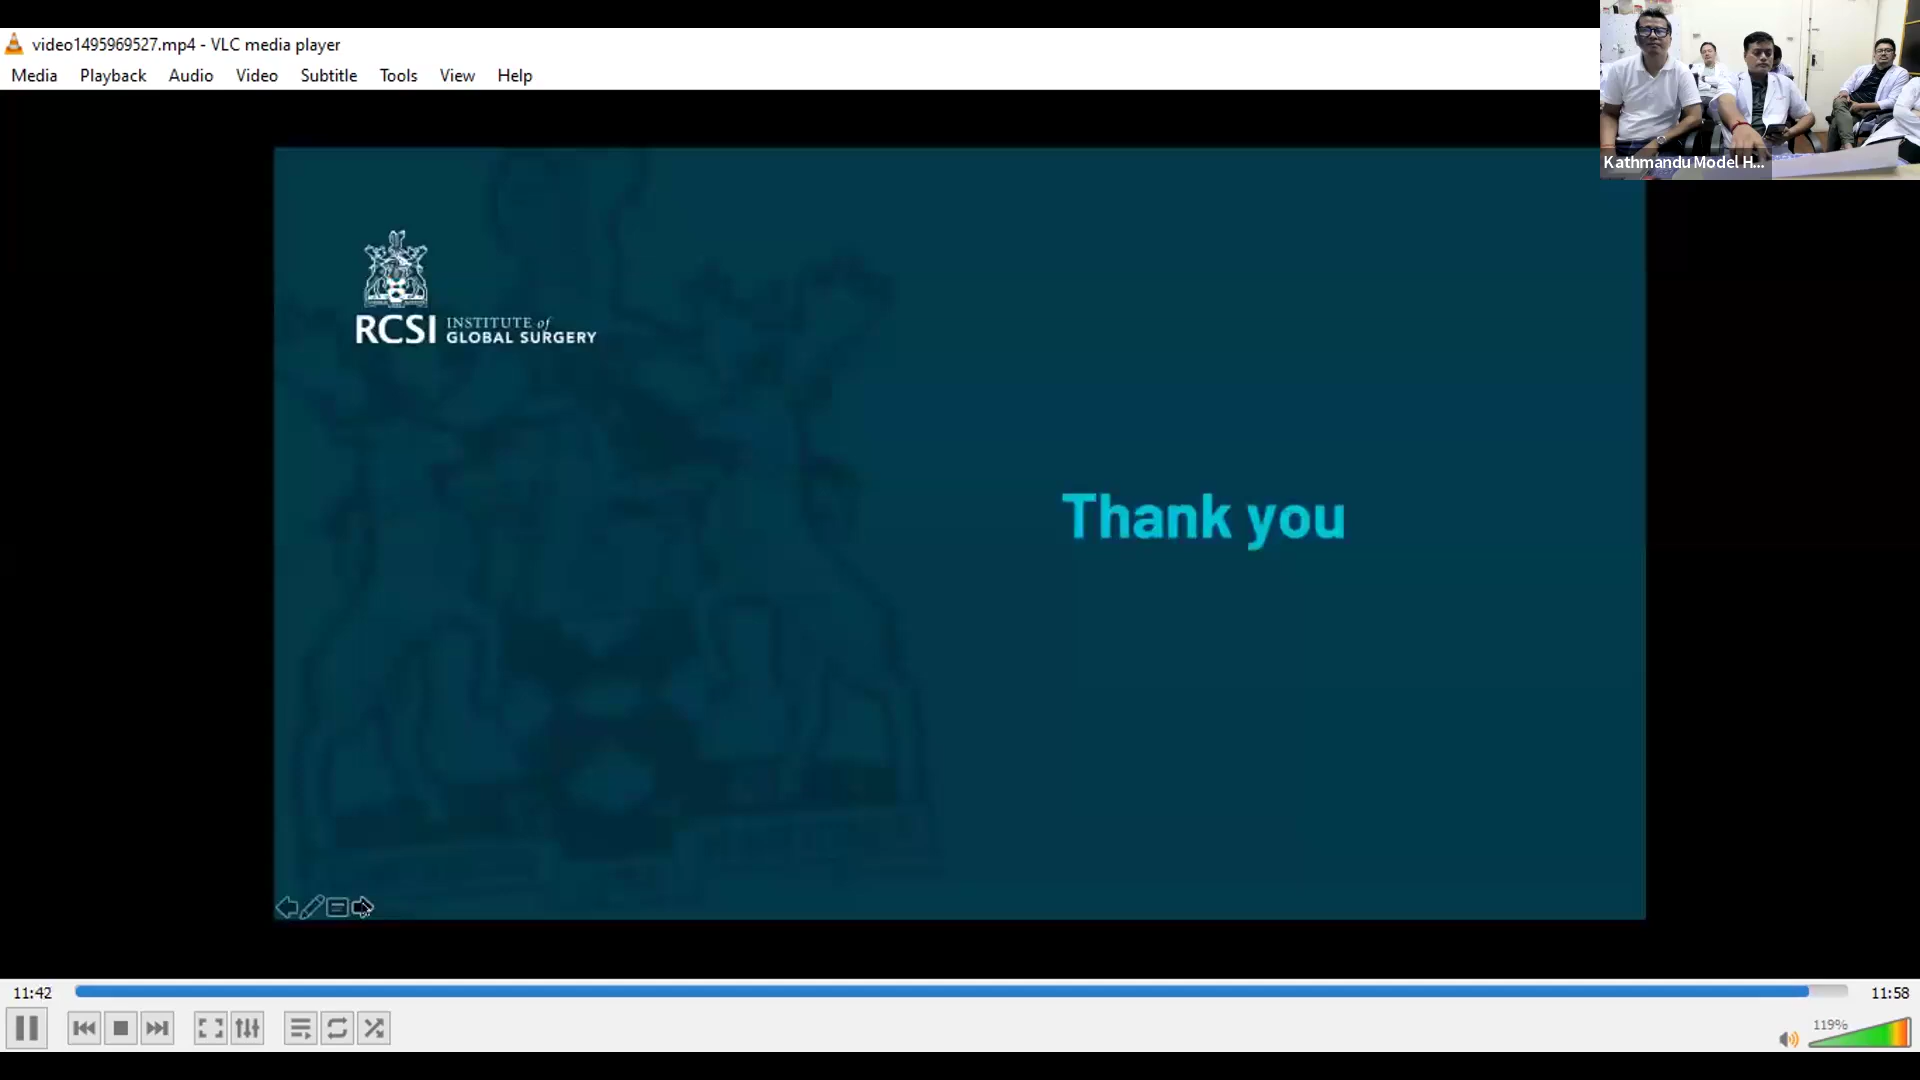 video1495969527.mp4 - VLC media player
Media Playback Audio Video Subtitle Tools View Help
Kathmandu Model H...
RCSI INSTITUTE of
GLOBAL SURGERY
Thank you
11:42
11:58
119%